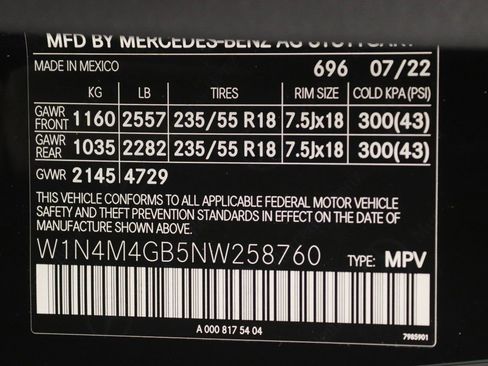 MFD BY MERCEDES-BENZ AG STUTTGART
MADE IN MEXICO 696 07/22
KG LB TIRES RIM SIZE COLD KPA(PSI)
GAWR FRONT 1160 2557 235/55 R18 7.5Jx18 300(43)
GAWR REAR 1035 2282 235/55 R18 7.5Jx18 300(43)
GVWR 2145 4729
THIS VEHICLE CONFORMS TO ALL APPLICABLE FEDERAL MOTOR VEHICLE
SAFETY AND THEFT PREVENTION STANDARDS IN EFFECT ON THE DATE OF
MANUFACTURE SHOWN ABOVE.
W1N4M4GB5NW258760 TYPE: MPV
A 000 817 54 04
7985901